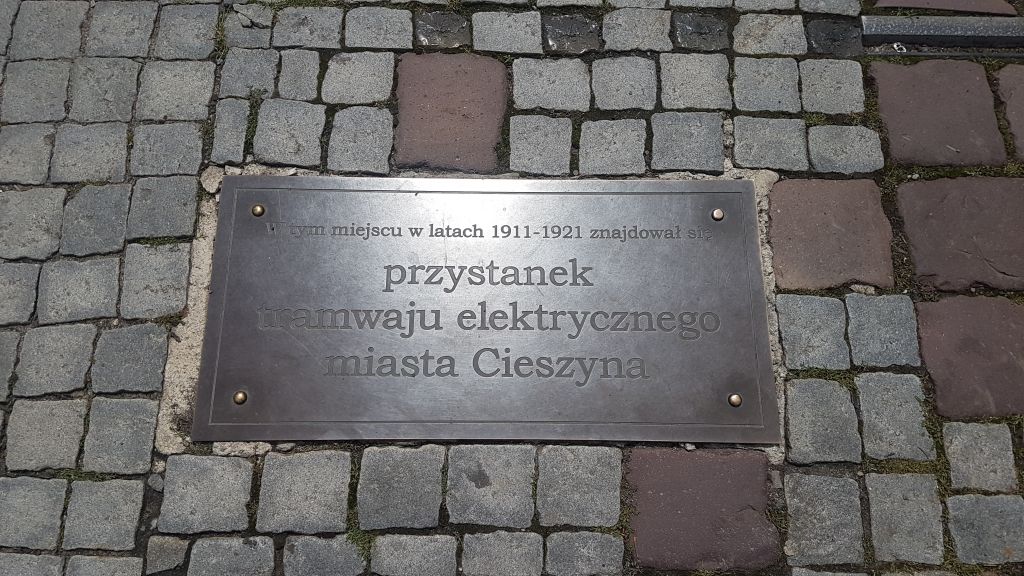 W tym miejscu w latach 1911-1921 znajdował się
przystanek
tramwaju elektrycznego
miasta Cieszyna